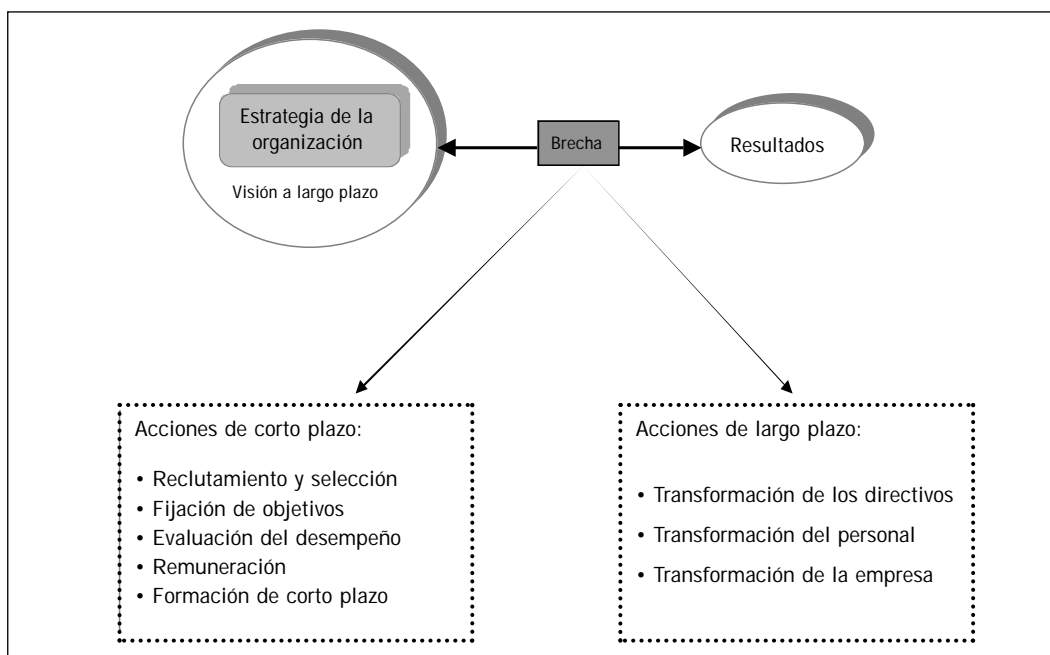 Estrategia de la
organización
Visión a largo plazo
Brecha
Resultados
Acciones de corto plazo:
• Reclutamiento y selección
• Fijación de objetivos
• Evaluación del desempeño
• Remuneración
• Formación de corto plazo
Acciones de largo plazo:
• Transformación de los directivos
• Transformación del personal
• Transformación de la empresa